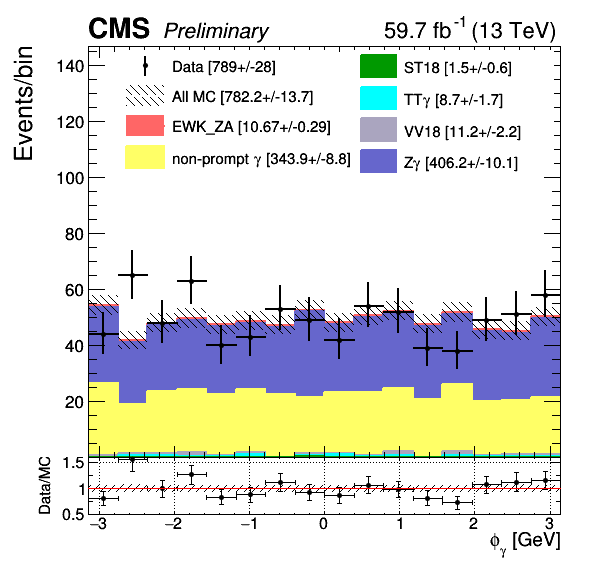 CMS Preliminary 59.7 fb⁻¹ (13 TeV)
Events/bin
140
120
100
80
60
40
20
Data [789+/-28]
All MC [782.2+/-13.7]
EWK_ZA [10.67+/-0.29]
non-prompt γ [343.9+/-8.8]
ST18 [1.5+/-0.6]
TTγ [8.7+/-1.7]
VV18 [11.2+/-2.2]
Zγ [406.2+/-10.1]
Data/MC
1.5
1
0.5
−3 −2 −1 0 1 2 3
ϕγ [GeV]